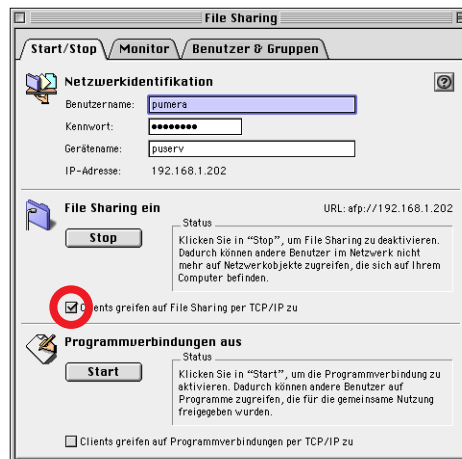 File Sharing
Start/Stop
Monitor
Benutzer & Gruppen
Netzwerkidentifikation
Benutzername: pumera
Kennwort: ●●●●●●●●
Gerätename: puserv
IP-Adresse: 192.168.1.202
File Sharing ein
URL: afp://192.168.1.202
Stop
Status
Klicken Sie in “Stop”, um File Sharing zu deaktivieren.
Dadurch können andere Benutzer im Netzwerk nicht
mehr auf Netzwerkobjekte zugreifen, die sich auf Ihrem
Computer befinden.
Clients greifen auf File Sharing per TCP/IP zu
Programmverbindungen aus
Start
Status
Klicken Sie in “Start”, um die Programmverbindung zu
aktivieren. Dadurch können andere Benutzer auf
Programme zugreifen, die für die gemeinsame Nutzung
freigegeben wurden.
Clients greifen auf Programmverbindungen per TCP/IP zu